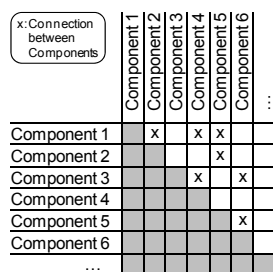 x: Connection
between
Components
Component 1
Component 2
Component 3
Component 4
Component 5
Component 6
...
Component 1 x x x
Component 2 x
Component 3 x x
Component 4
Component 5 x
Component 6
...